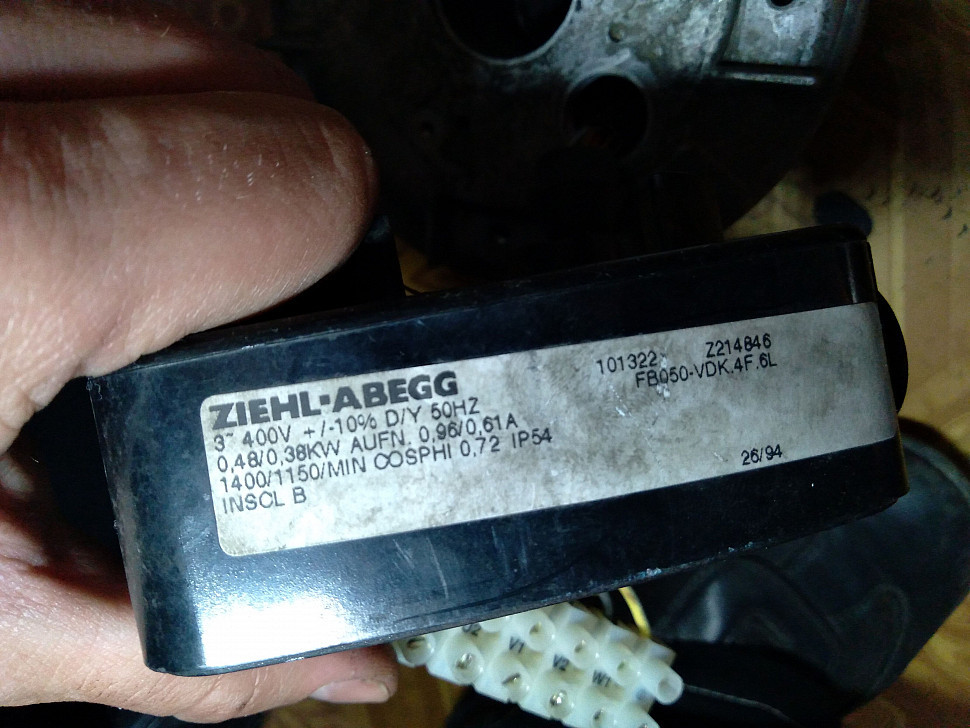 ZIEHL-ABEGG
3~ 400V +/-10% D/Y 50HZ
0,48/0,38KW AUFN. 0,96/0,61A
1400/1150/MIN COSPHI 0,72 IP54
INSCL B
101322 Z214846
FB050-VDK.4F.6L
26/94
V1
V2
W1